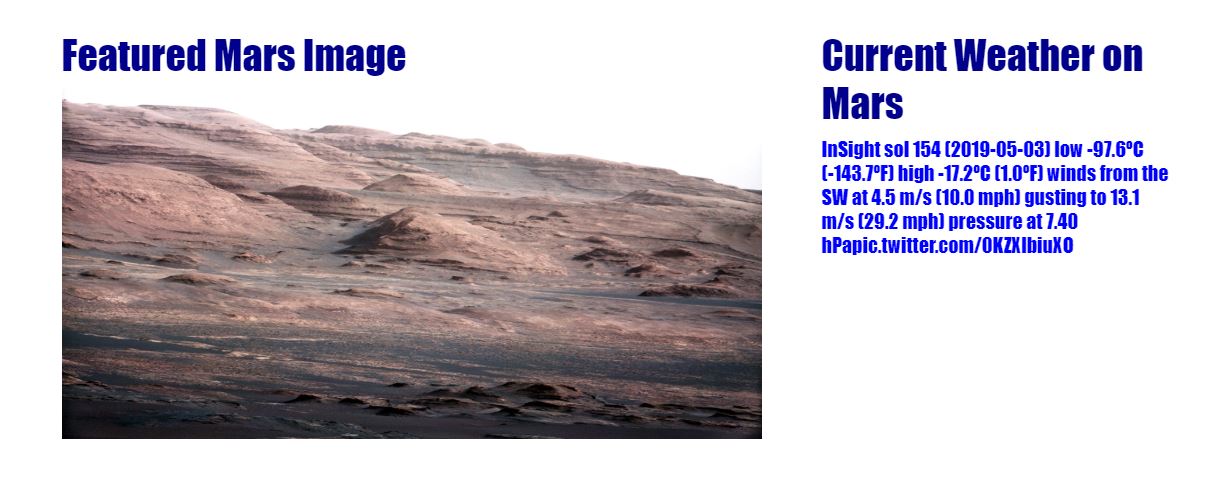 Featured Mars Image
Current Weather on
Mars
InSight sol 154 (2019-05-03) low -97.6ºC
(-143.7ºF) high -17.2ºC (1.0ºF) winds from the
SW at 4.5 m/s (10.0 mph) gusting to 13.1
m/s (29.2 mph) pressure at 7.40
hPapic.twitter.com/OKZXIbiuXO